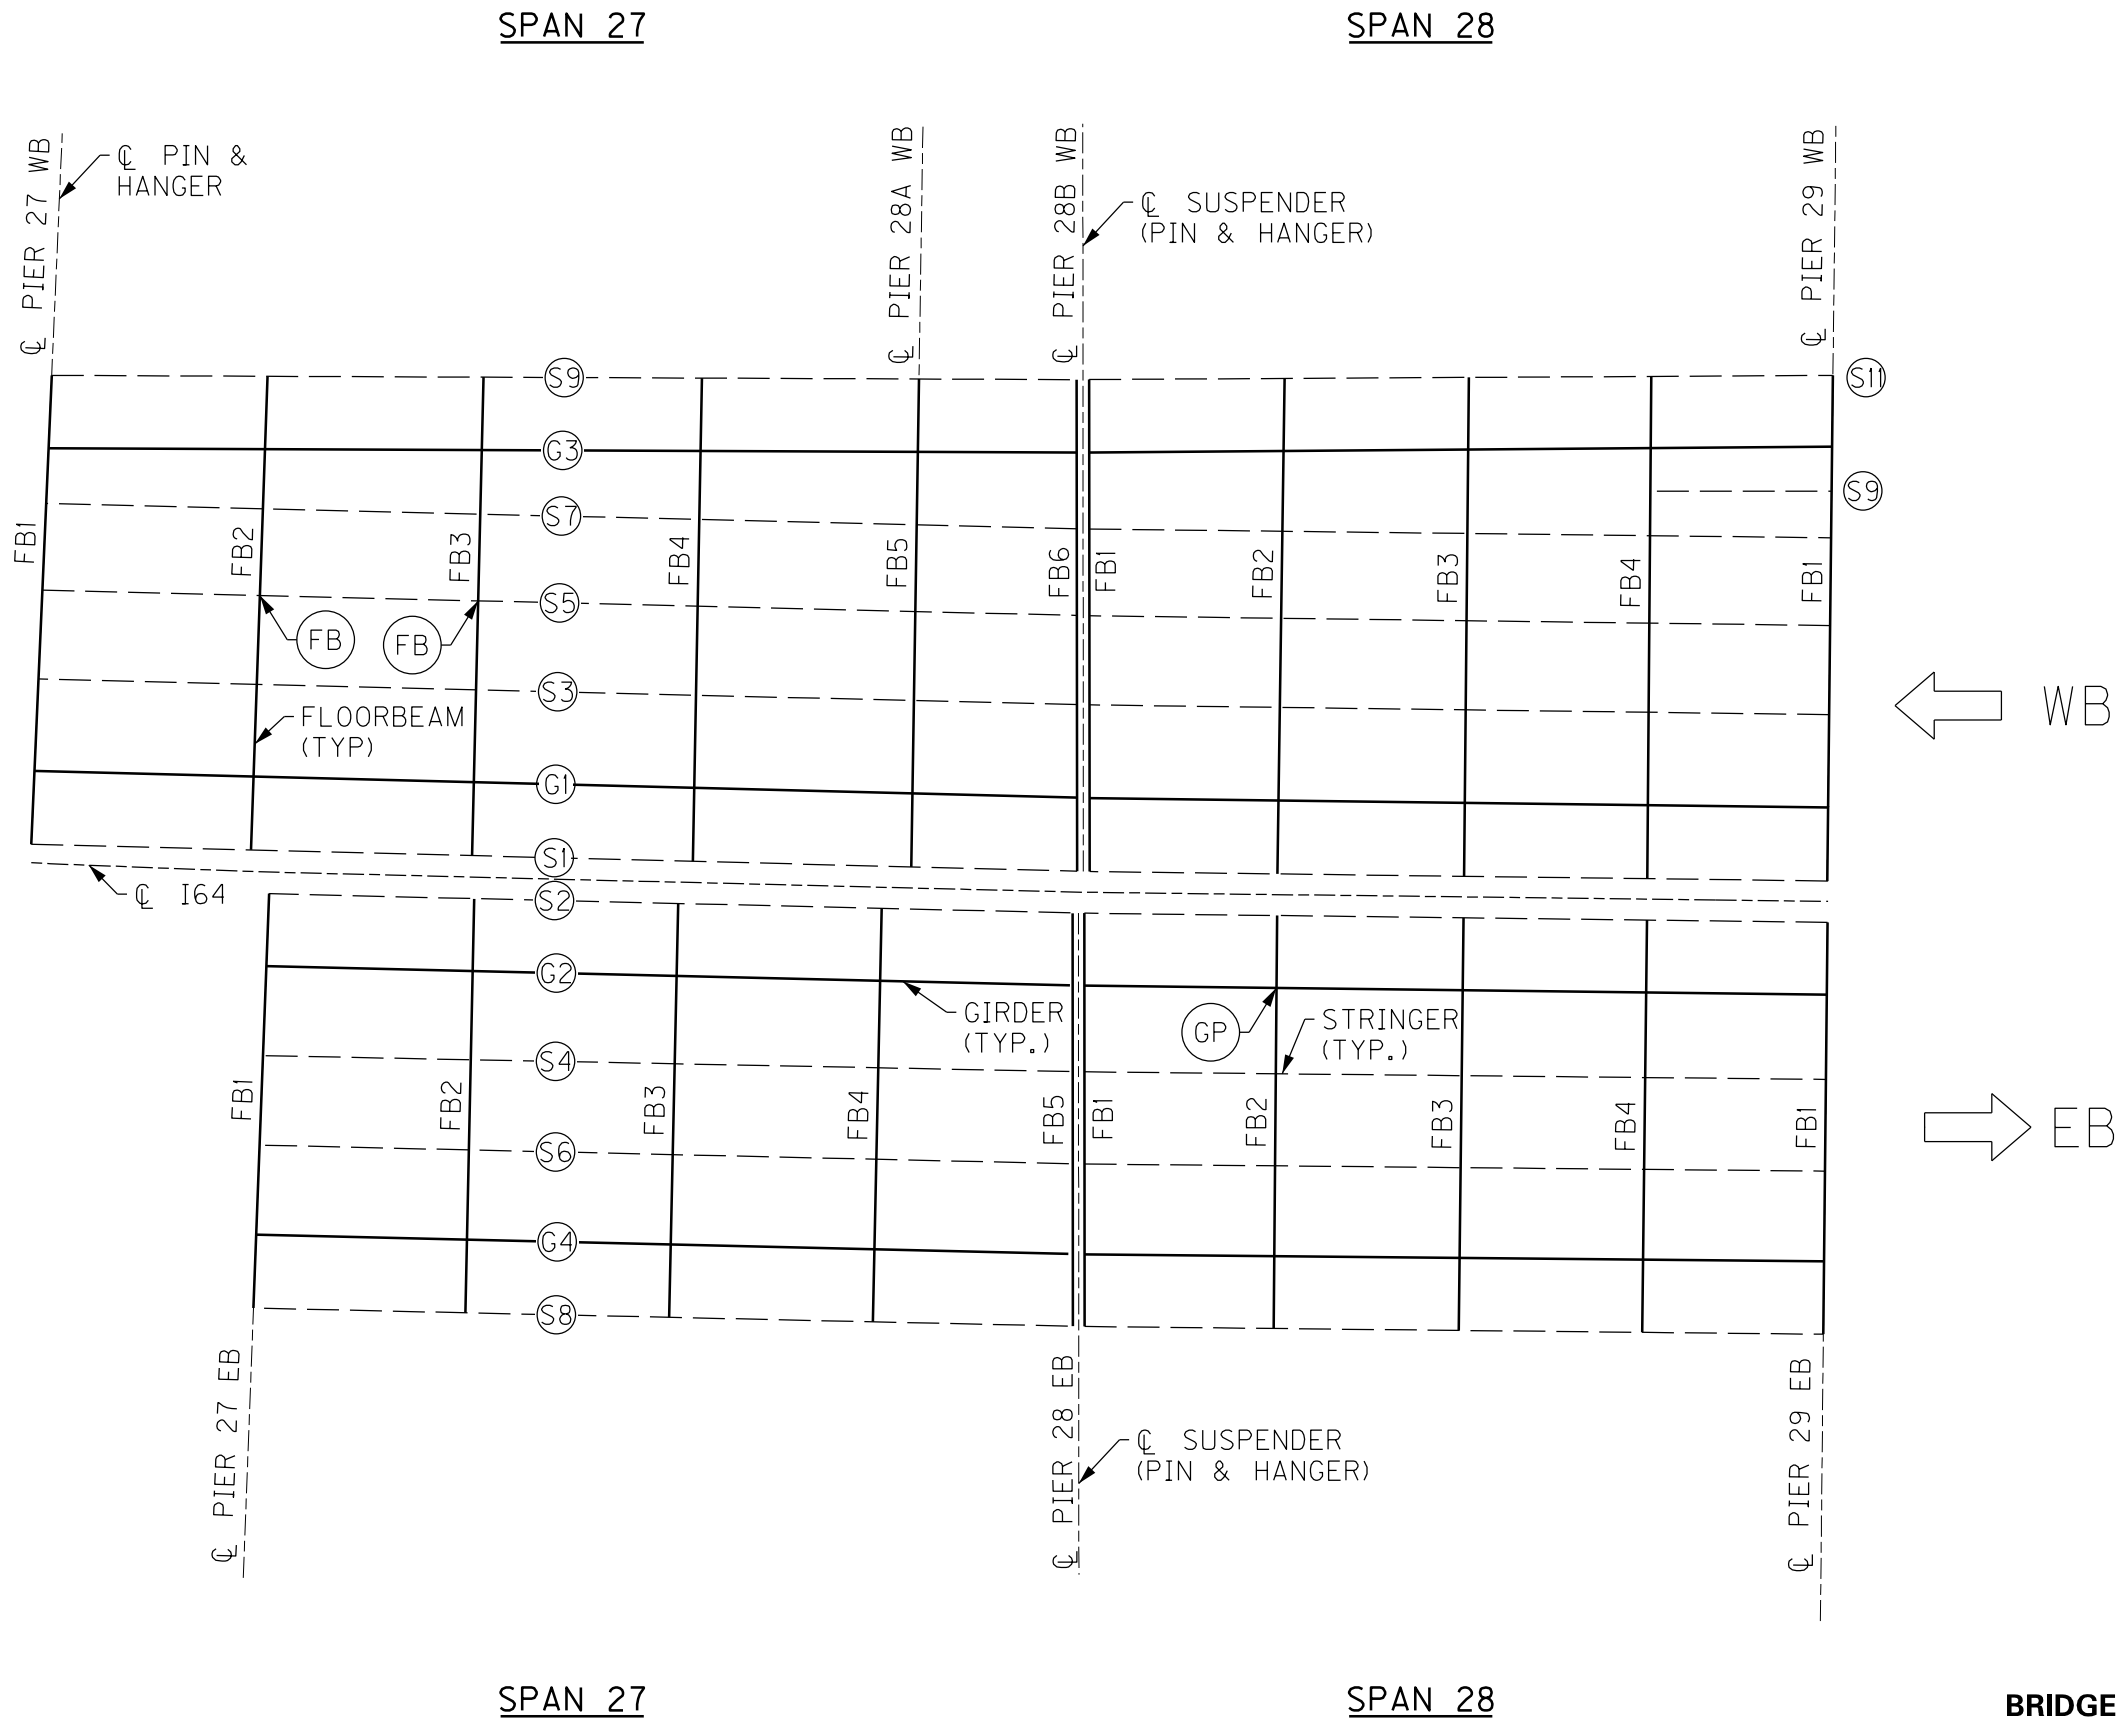 SPAN 27
SPAN 28
℄ PIER 27 WB
℄ PIN &
HANGER
℄ PIER 28A WB
℄ PIER 28B WB
℄ SUSPENDER
(PIN & HANGER)
℄ PIER 29 WB
S9
S11
G3
S9
S7
FB1
FB2
FB3
FB4
FB5
FB6
FB1
FB2
FB3
FB4
FB1
S5
FB
FB
S3
FLOORBEAM
(TYP)
WB
G1
S1
℄ I64
S2
G2
GIRDER
(TYP.)
GP
STRINGER
(TYP.)
S4
FB1
FB2
FB3
FB4
FB5
FB1
FB2
FB3
FB4
FB1
EB
S6
G4
S8
℄ PIER 27 EB
℄ PIER 28 EB
℄ SUSPENDER
(PIN & HANGER)
℄ PIER 29 EB
SPAN 27
SPAN 28
BRIDGE